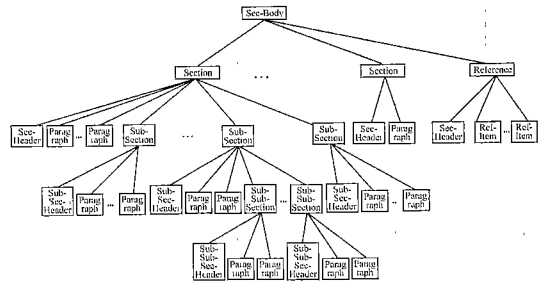 Sec-Body
Section
...
Section
Reference
Sec-
Header
Parag
raph
...
Parag
raph
Sub-
Section
...
Sub-
Section
Sub-
Section
Sec-
Header
Parag
raph
Sec-
Header
Ref-
Item
...
Ref-
Item
Sub-
Sec-
Header
Parag
raph
...
Parag
raph
Sub-
Sec-
Header
Parag
raph
Parag
raph
Sub-
Sub-
Section
...
Sub-
Sub-
Section
Sub-
Sec-
Header
Parag
raph
..
Parag
raph
Sub-
Sub-
Sec-
Header
Parag
raph
Parag
raph
Sub-
Sub-
Sec-
Header
Parag
raph
Parag
raph